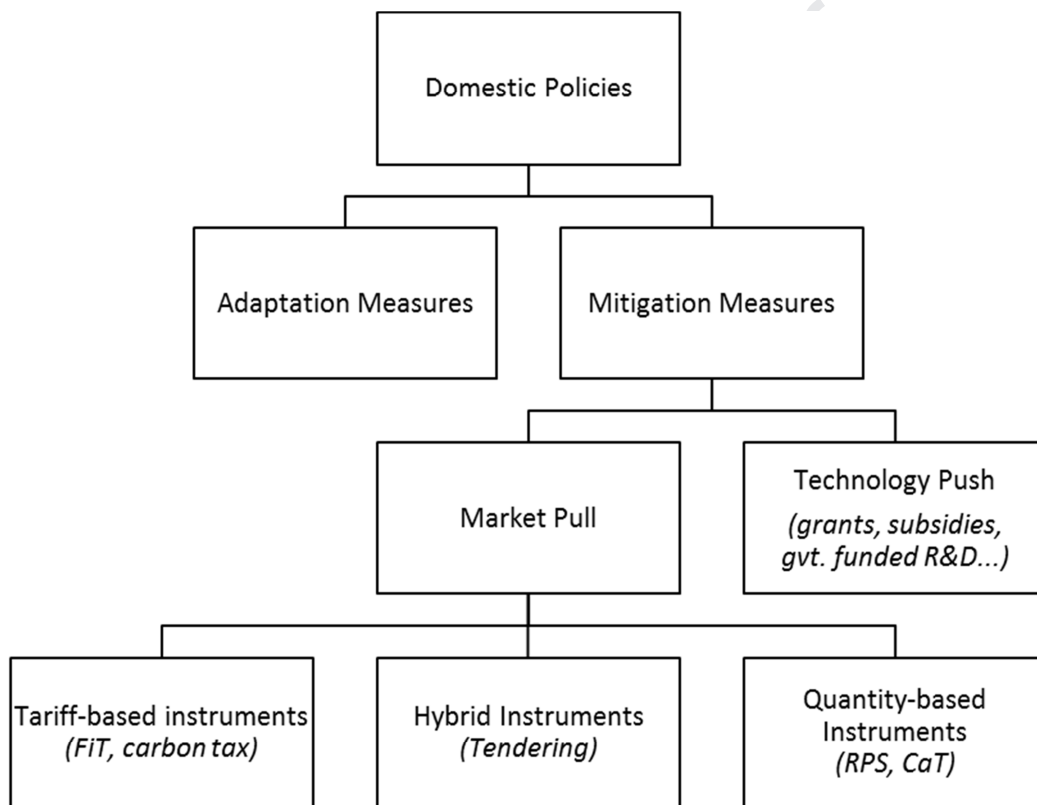 Domestic Policies
Adaptation Measures
Mitigation Measures
Market Pull
Technology Push
(grants, subsidies,
gvt. funded R&D...)
Tariff-based instruments
(FiT, carbon tax)
Hybrid Instruments
(Tendering)
Quantity-based
Instruments
(RPS, CaT)